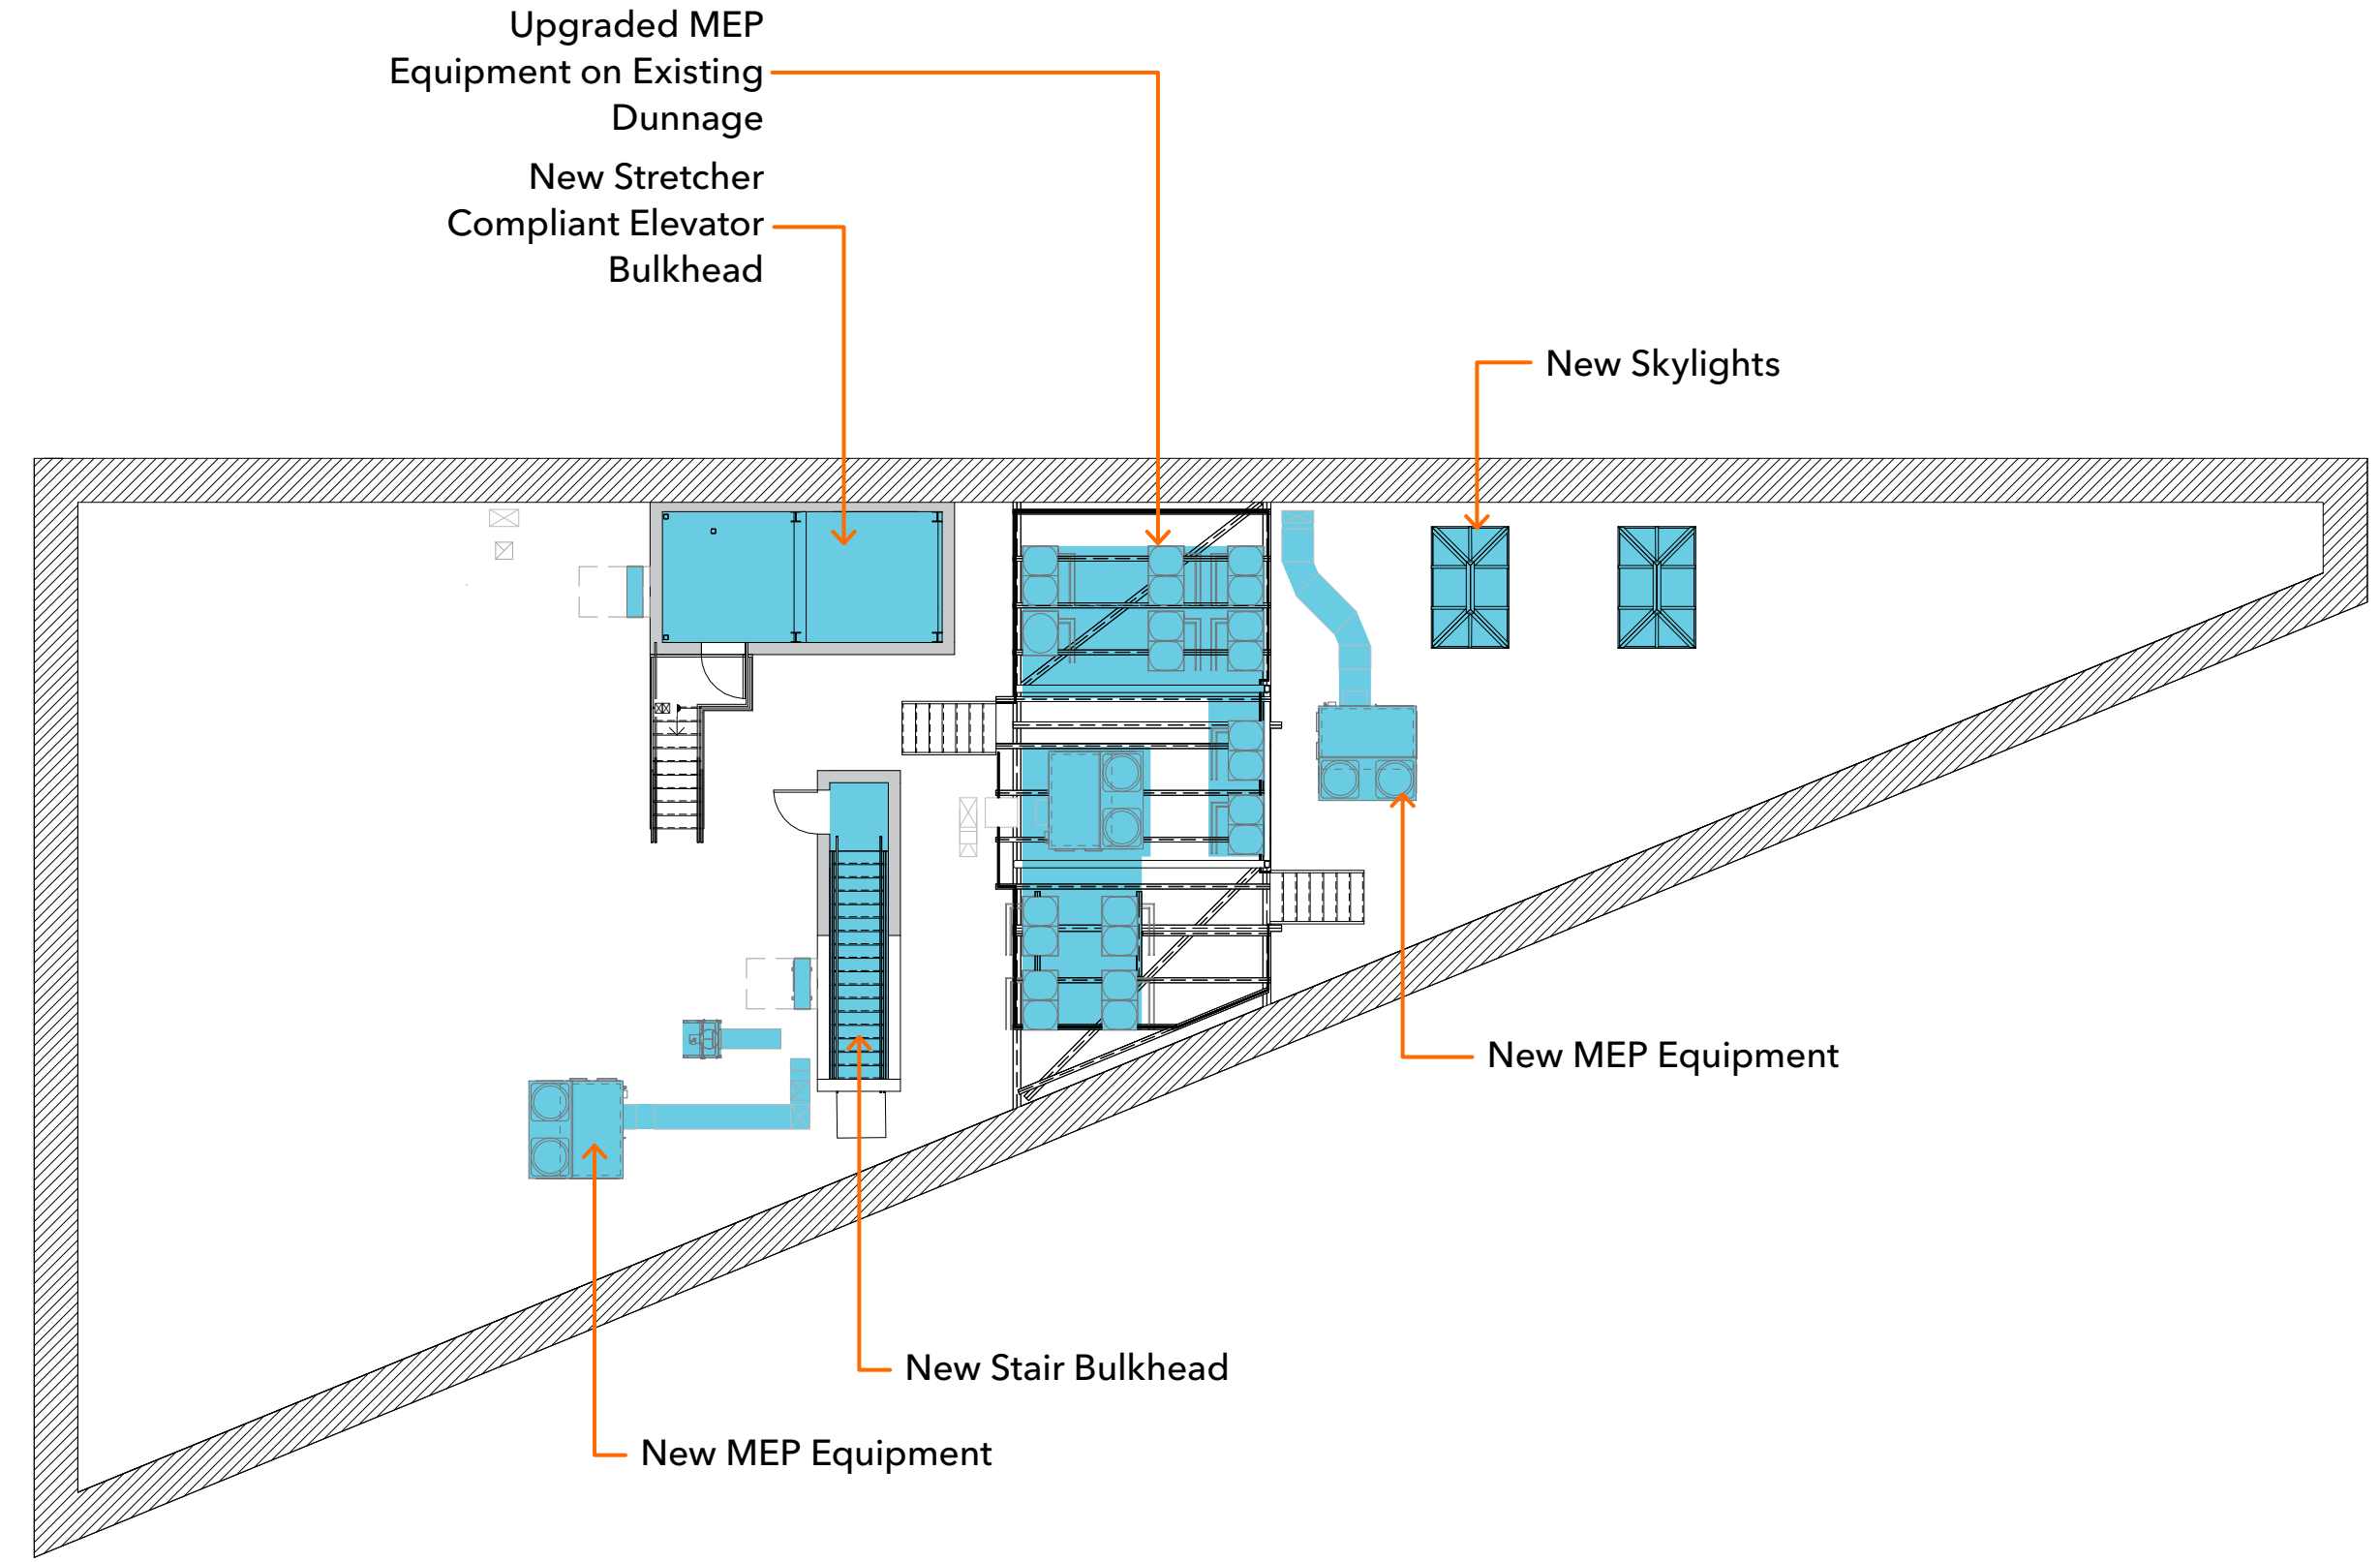 Upgraded MEP
Equipment on Existing
Dunnage
New Stretcher
Compliant Elevator
Bulkhead
New Skylights
New MEP Equipment
New Stair Bulkhead
New MEP Equipment